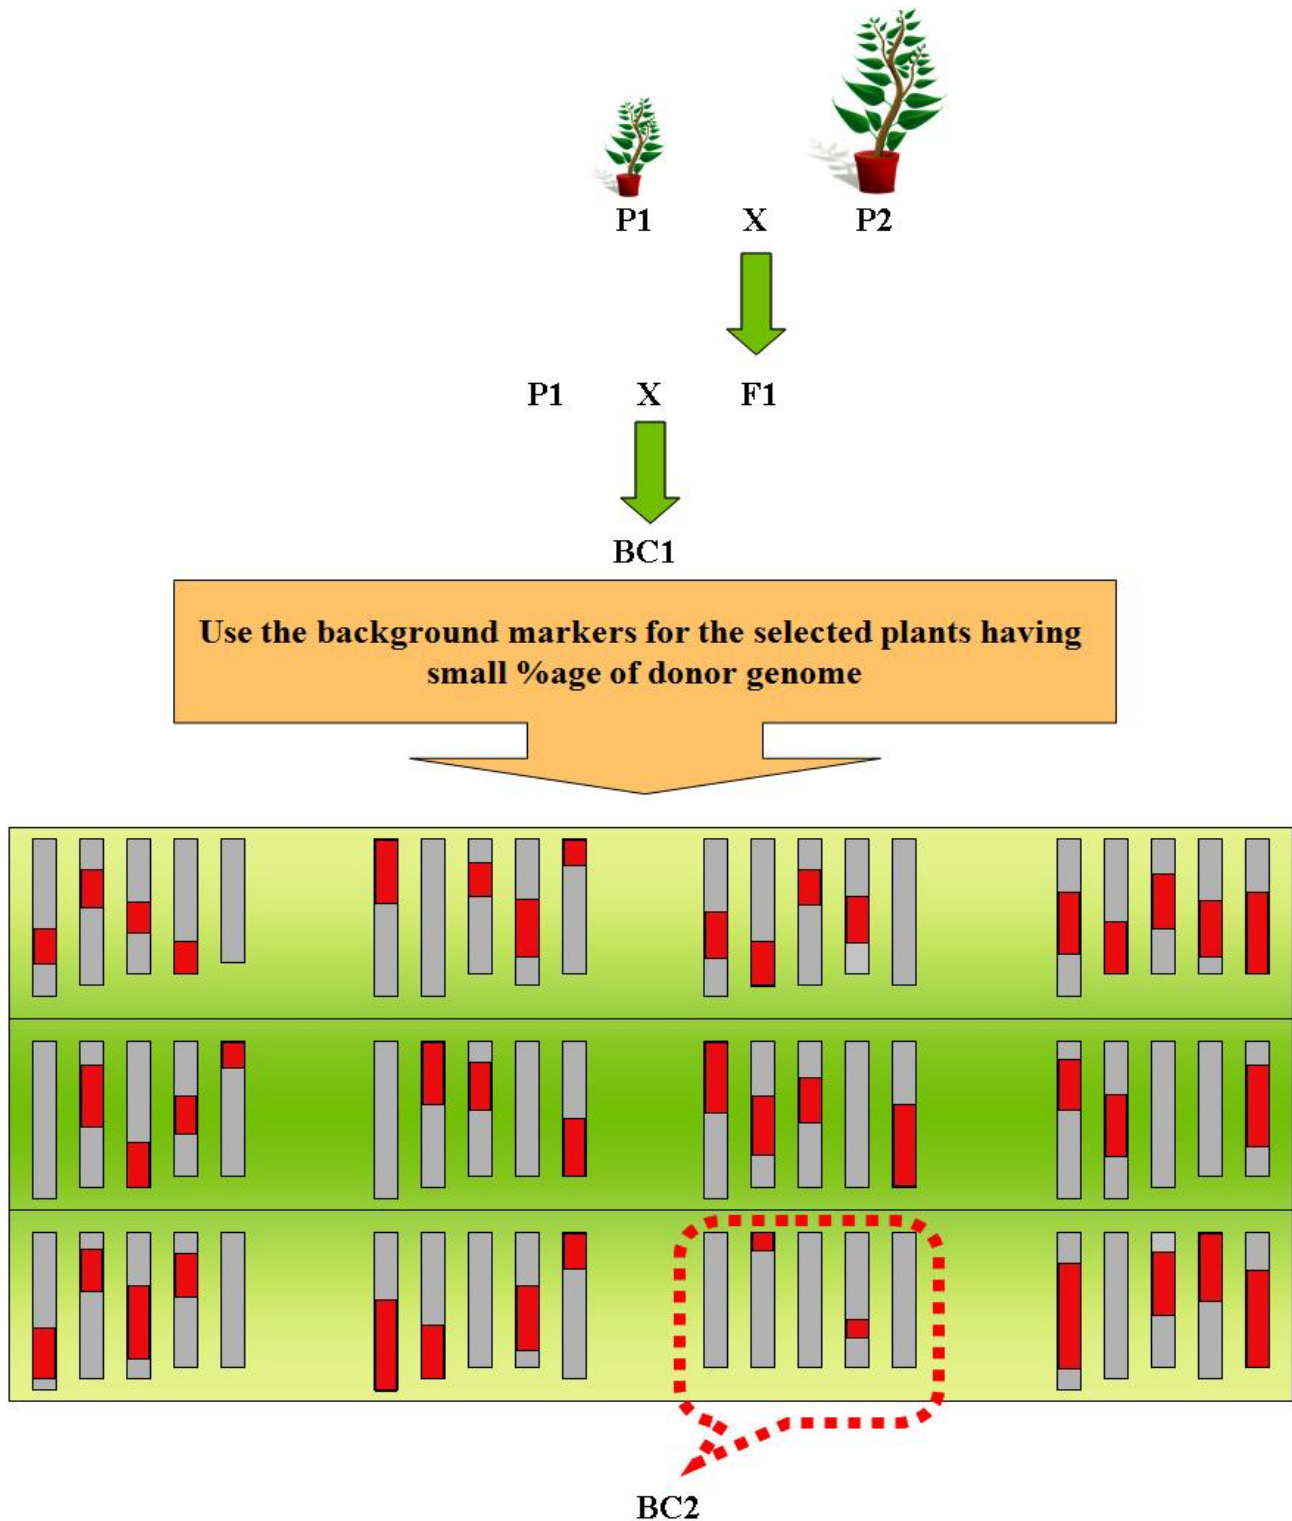 P1 X P2
P1 X F1
BC1
Use the background markers for the selected plants having
small %age of donor genome
BC2